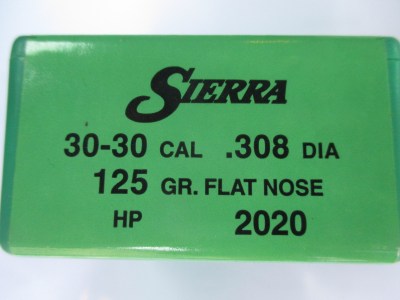 SIERRA
30-30 CAL .308 DIA
125 GR. FLAT NOSE
HP 2020